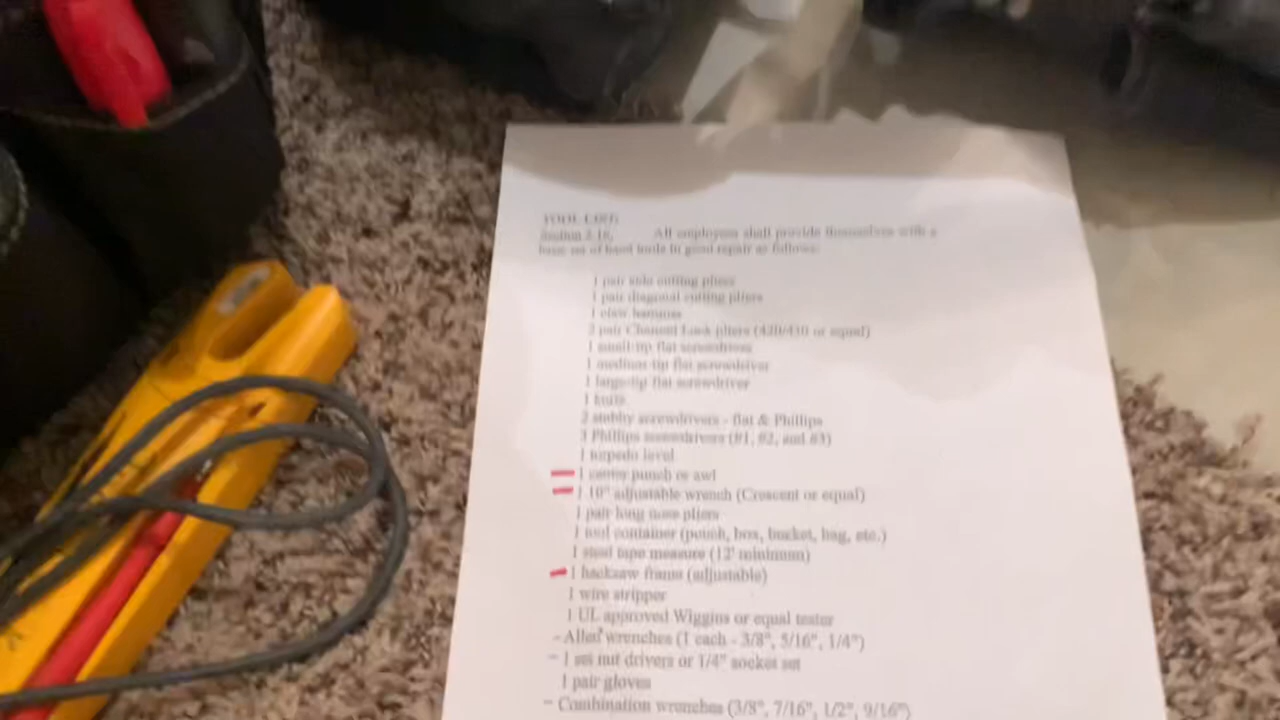 TOOL LIST:
Section 2.16. All employees shall provide themselves with a
basic set of hand tools in good repair as follows:
1 pair side cutting pliers
1 pair diagonal cutting pliers
1 claw hammer
2 pair Channel Lock pliers (420/430 or equal)
1 small-tip flat screwdriver
1 medium-tip flat screwdriver
1 large-tip flat screwdriver
1 knife
2 stubby screwdrivers - flat & Phillips
3 Phillips screwdrivers (#1, #2, and #3)
1 torpedo level
1 center punch or awl
1 10" adjustable wrench (Crescent or equal)
1 pair long nose pliers
1 tool container (pouch, box, bucket, bag, etc.)
1 steel tape measure (12' minimum)
1 hacksaw frame (adjustable)
1 wire stripper
1 UL approved Wiggins or equal tester
- Allen wrenches (1 each - 3/8", 5/16", 1/4")
- 1 set nut drivers or 1/4" socket set
1 pair gloves
- Combination wrenches (3/8", 7/16", 1/2", 9/16")